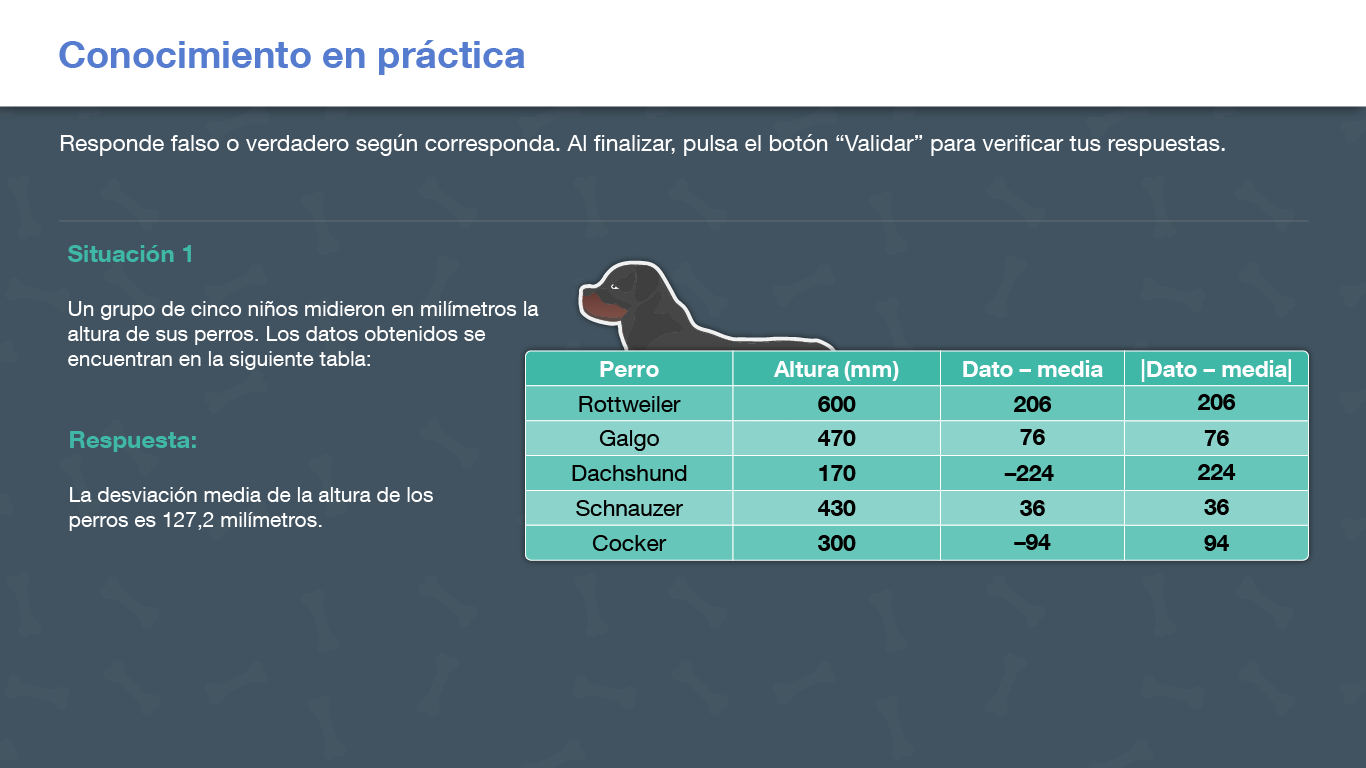 Conocimiento en práctica
Responde falso o verdadero según corresponda. Al finalizar, pulsa el botón “Validar” para verificar tus respuestas.
Situación 1
Un grupo de cinco niños midieron en milímetros la
altura de sus perros. Los datos obtenidos se
encuentran en la siguiente tabla:
Respuesta:
La desviación media de la altura de los
perros es 127,2 milímetros.
Perro Altura (mm) Dato – media |Dato – media|
Rottweiler 600 206 206
Galgo 470 76 76
Dachshund 170 –224 224
Schnauzer 430 36 36
Cocker 300 –94 94